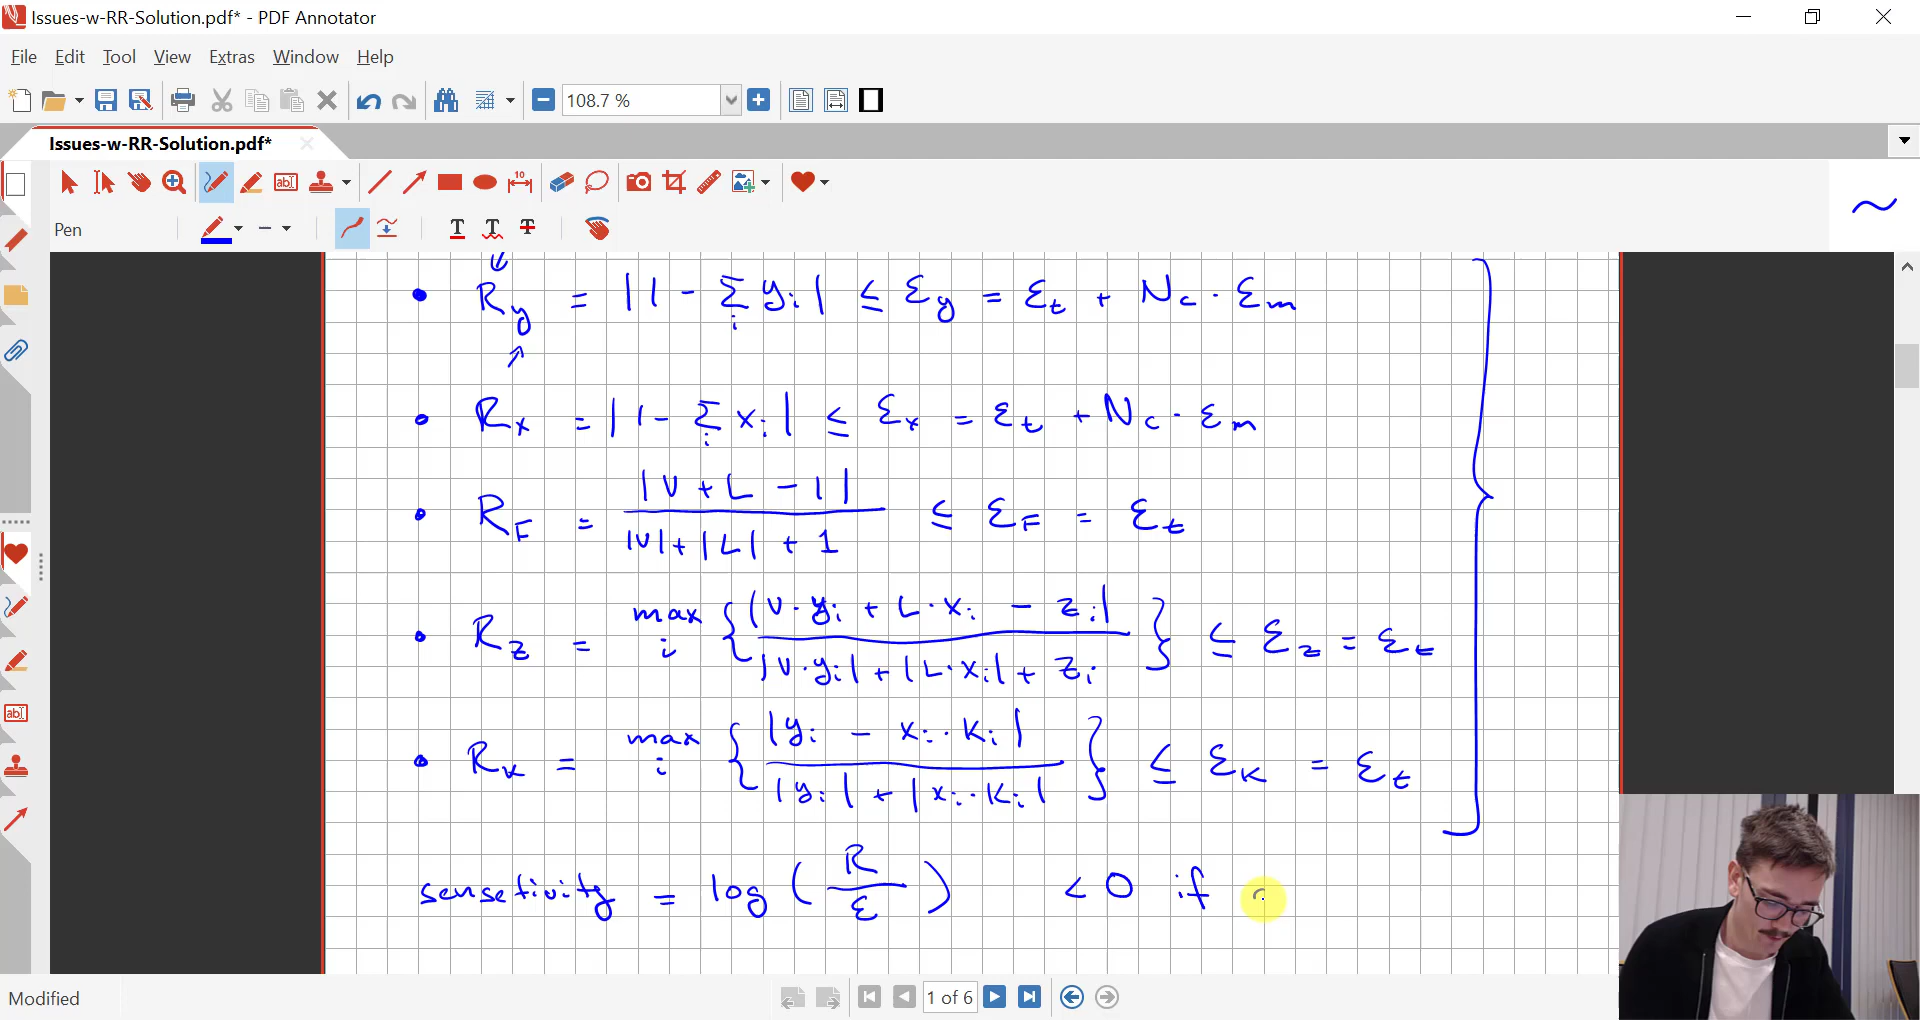 Issues-w-RR-Solution.pdf* - PDF Annotator
File Edit Tool View Extras Window Help
108.7 %
Issues-w-RR-Solution.pdf*
Pen
• R_y = |1 - Σ_i y_i| ≤ ε_y = ε_t + N_c · ε_m
• R_x = |1 - Σ_i x_i| ≤ ε_x = ε_t + N_c · ε_m
• R_F = |V + L - 1| / (|V| + |L| + 1) ≤ ε_F = ε_t
• R_z = max_i {|V · y_i + L · x_i - z_i| / (|V · y_i| + |L · x_i| + z_i)} ≤ ε_z = ε_t
• R_K = max_i {|y_i - x_i · K_i| / (|y_i| + |x_i · K_i|)} ≤ ε_K = ε_t
sensetivity = log (R / ε) < 0 if
Modified
1 of 6